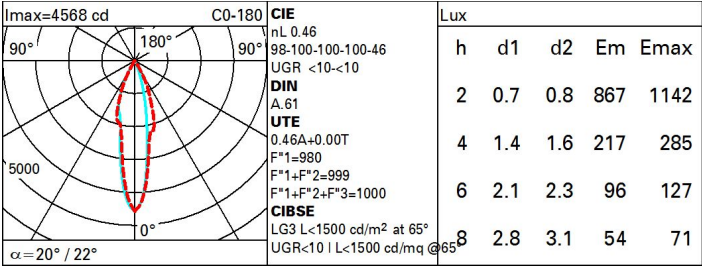 Imax=4568 cd C0-180
90° 180° 90°
5000
0°
α=20° / 22°
CIE
nL 0.46
98-100-100-100-46
UGR <10-<10
DIN
A.61
UTE
0.46A+0.00T
F"1=980
F"1+F"2=999
F"1+F"2+F"3=1000
CIBSE
LG3 L<1500 cd/m² at 65°
UGR<10 | L<1500 cd/mq @65°
Lux
h d1 d2 Em Emax
2 0.7 0.8 867 1142
4 1.4 1.6 217 285
6 2.1 2.3 96 127
8 2.8 3.1 54 71